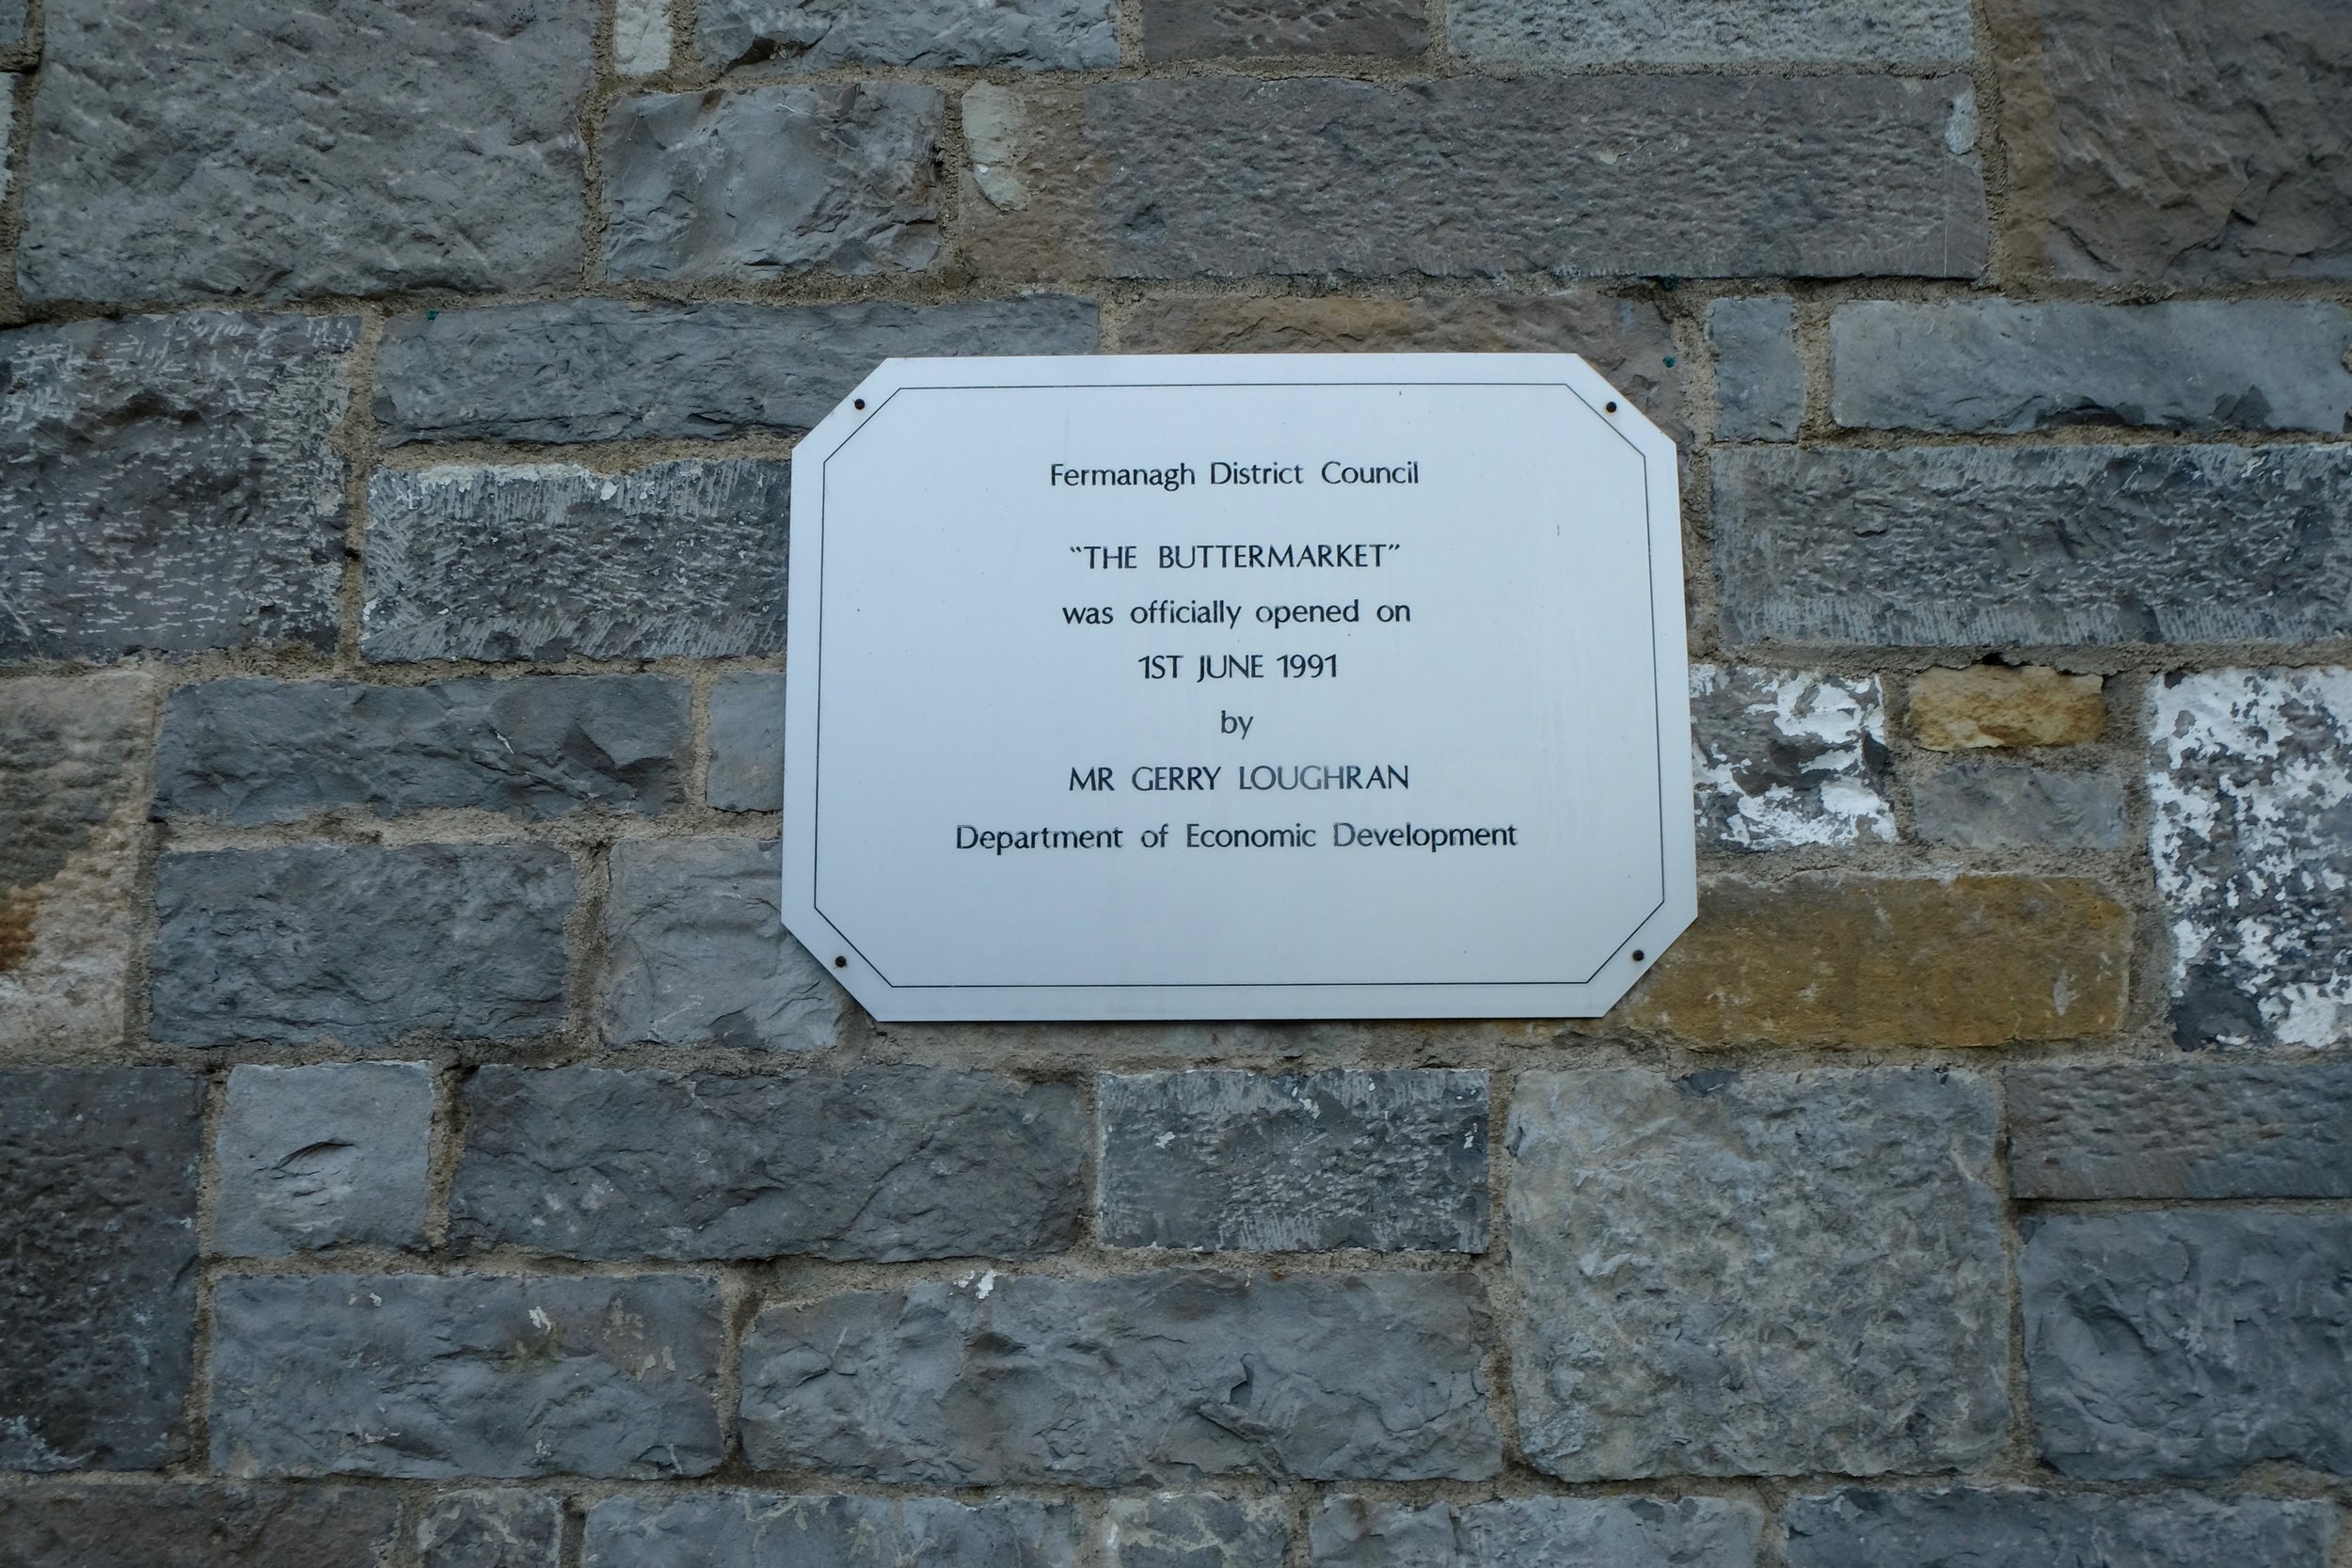 Fermanagh District Council
“THE BUTTERMARKET”
was officially opened on
1ST JUNE 1991
by
MR GERRY LOUGHRAN
Department of Economic Development